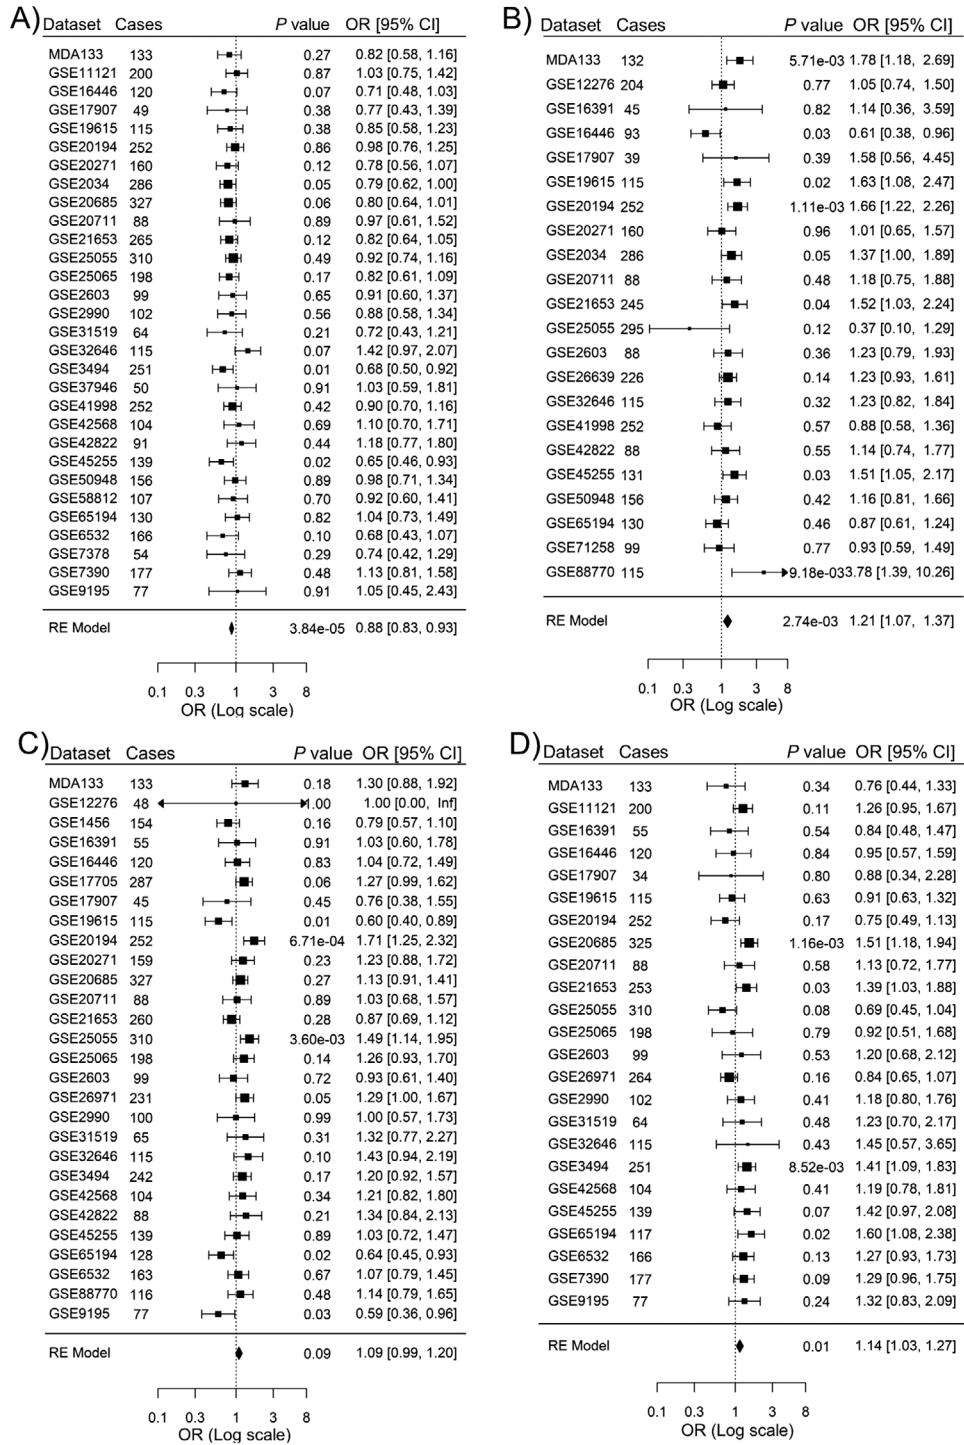 A)
Dataset Cases P value OR [95% CI]
MDA133 133 0.27 0.82 [0.58, 1.16]
GSE11121 200 0.87 1.03 [0.75, 1.42]
GSE16446 120 0.07 0.71 [0.48, 1.03]
GSE17907 49 0.38 0.77 [0.43, 1.39]
GSE19615 115 0.38 0.85 [0.58, 1.23]
GSE20194 252 0.86 0.98 [0.76, 1.25]
GSE20271 160 0.12 0.78 [0.56, 1.07]
GSE2034 286 0.05 0.79 [0.62, 1.00]
GSE20685 327 0.06 0.80 [0.64, 1.01]
GSE20711 88 0.89 0.97 [0.61, 1.52]
GSE21653 265 0.12 0.82 [0.64, 1.05]
GSE25055 310 0.49 0.92 [0.74, 1.16]
GSE25065 198 0.17 0.82 [0.61, 1.09]
GSE2603 99 0.65 0.91 [0.60, 1.37]
GSE2990 102 0.56 0.88 [0.58, 1.34]
GSE31519 64 0.21 0.72 [0.43, 1.21]
GSE32646 115 0.07 1.42 [0.97, 2.07]
GSE3494 251 0.01 0.68 [0.50, 0.92]
GSE37946 50 0.91 1.03 [0.59, 1.81]
GSE41998 252 0.42 0.90 [0.70, 1.16]
GSE42568 104 0.69 1.10 [0.70, 1.71]
GSE42822 91 0.44 1.18 [0.77, 1.80]
GSE45255 139 0.02 0.65 [0.46, 0.93]
GSE50948 156 0.89 0.98 [0.71, 1.34]
GSE58812 107 0.70 0.92 [0.60, 1.41]
GSE65194 130 0.82 1.04 [0.73, 1.49]
GSE6532 166 0.10 0.68 [0.43, 1.07]
GSE7378 54 0.29 0.74 [0.42, 1.29]
GSE7390 177 0.48 1.13 [0.81, 1.58]
GSE9195 77 0.91 1.05 [0.45, 2.43]
RE Model 3.84e-05 0.88 [0.83, 0.93]
0.1 0.3 1 3 8
OR (Log scale)
B)
Dataset Cases P value OR [95% CI]
MDA133 132 5.71e-03 1.78 [1.18, 2.69]
GSE12276 204 0.77 1.05 [0.74, 1.50]
GSE16391 45 0.82 1.14 [0.36, 3.59]
GSE16446 93 0.03 0.61 [0.38, 0.96]
GSE17907 39 0.39 1.58 [0.56, 4.45]
GSE19615 115 0.02 1.63 [1.08, 2.47]
GSE20194 252 1.11e-03 1.66 [1.22, 2.26]
GSE20271 160 0.96 1.01 [0.65, 1.57]
GSE2034 286 0.05 1.37 [1.00, 1.89]
GSE20711 88 0.48 1.18 [0.75, 1.88]
GSE21653 245 0.04 1.52 [1.03, 2.24]
GSE25055 295 0.12 0.37 [0.10, 1.29]
GSE2603 88 0.36 1.23 [0.79, 1.93]
GSE26639 226 0.14 1.23 [0.93, 1.61]
GSE32646 115 0.32 1.23 [0.82, 1.84]
GSE41998 252 0.57 0.88 [0.58, 1.36]
GSE42822 88 0.55 1.14 [0.74, 1.77]
GSE45255 131 0.03 1.51 [1.05, 2.17]
GSE50948 156 0.42 1.16 [0.81, 1.66]
GSE65194 130 0.46 0.87 [0.61, 1.24]
GSE71258 99 0.77 0.93 [0.59, 1.49]
GSE88770 115 9.18e-03 3.78 [1.39, 10.26]
RE Model 2.74e-03 1.21 [1.07, 1.37]
0.1 0.3 1 3 8
OR (Log scale)
C)
Dataset Cases P value OR [95% CI]
MDA133 133 0.18 1.30 [0.88, 1.92]
GSE12276 48 1.00 1.00 [0.00, Inf]
GSE1456 154 0.16 0.79 [0.57, 1.10]
GSE16391 55 0.91 1.03 [0.60, 1.78]
GSE16446 120 0.83 1.04 [0.72, 1.49]
GSE17705 287 0.06 1.27 [0.99, 1.62]
GSE17907 45 0.45 0.76 [0.38, 1.55]
GSE19615 115 0.01 0.60 [0.40, 0.89]
GSE20194 252 6.71e-04 1.71 [1.25, 2.32]
GSE20271 159 0.23 1.23 [0.88, 1.72]
GSE20685 327 0.27 1.13 [0.91, 1.41]
GSE20711 88 0.89 1.03 [0.68, 1.57]
GSE21653 260 0.28 0.87 [0.69, 1.12]
GSE25055 310 3.60e-03 1.49 [1.14, 1.95]
GSE25065 198 0.14 1.26 [0.93, 1.70]
GSE2603 99 0.72 0.93 [0.61, 1.40]
GSE26971 231 0.05 1.29 [1.00, 1.67]
GSE2990 100 0.99 1.00 [0.57, 1.73]
GSE31519 65 0.31 1.32 [0.77, 2.27]
GSE32646 115 0.10 1.43 [0.94, 2.19]
GSE3494 242 0.17 1.20 [0.92, 1.57]
GSE42568 104 0.34 1.21 [0.82, 1.80]
GSE42822 88 0.21 1.34 [0.84, 2.13]
GSE45255 139 0.89 1.03 [0.72, 1.47]
GSE65194 128 0.02 0.64 [0.45, 0.93]
GSE6532 163 0.67 1.07 [0.79, 1.45]
GSE88770 116 0.48 1.14 [0.79, 1.65]
GSE9195 77 0.03 0.59 [0.36, 0.96]
RE Model 0.09 1.09 [0.99, 1.20]
0.1 0.3 1 3 8
OR (Log scale)
D)
Dataset Cases P value OR [95% CI]
MDA133 133 0.34 0.76 [0.44, 1.33]
GSE11121 200 0.11 1.26 [0.95, 1.67]
GSE16391 55 0.54 0.84 [0.48, 1.47]
GSE16446 120 0.84 0.95 [0.57, 1.59]
GSE17907 34 0.80 0.88 [0.34, 2.28]
GSE19615 115 0.63 0.91 [0.63, 1.32]
GSE20194 252 0.17 0.75 [0.49, 1.13]
GSE20685 325 1.16e-03 1.51 [1.18, 1.94]
GSE20711 88 0.58 1.13 [0.72, 1.77]
GSE21653 253 0.03 1.39 [1.03, 1.88]
GSE25055 310 0.08 0.69 [0.45, 1.04]
GSE25065 198 0.79 0.92 [0.51, 1.68]
GSE2603 99 0.53 1.20 [0.68, 2.12]
GSE26971 264 0.16 0.84 [0.65, 1.07]
GSE2990 102 0.41 1.18 [0.80, 1.76]
GSE31519 64 0.48 1.23 [0.70, 2.17]
GSE32646 115 0.43 1.45 [0.57, 3.65]
GSE3494 251 8.52e-03 1.41 [1.09, 1.83]
GSE42568 104 0.41 1.19 [0.78, 1.81]
GSE45255 139 0.07 1.42 [0.97, 2.08]
GSE65194 117 0.02 1.60 [1.08, 2.38]
GSE6532 166 0.13 1.27 [0.93, 1.73]
GSE7390 177 0.09 1.29 [0.96, 1.75]
GSE9195 77 0.24 1.32 [0.83, 2.09]
RE Model 0.01 1.14 [1.03, 1.27]
0.1 0.3 1 3 8
OR (Log scale)